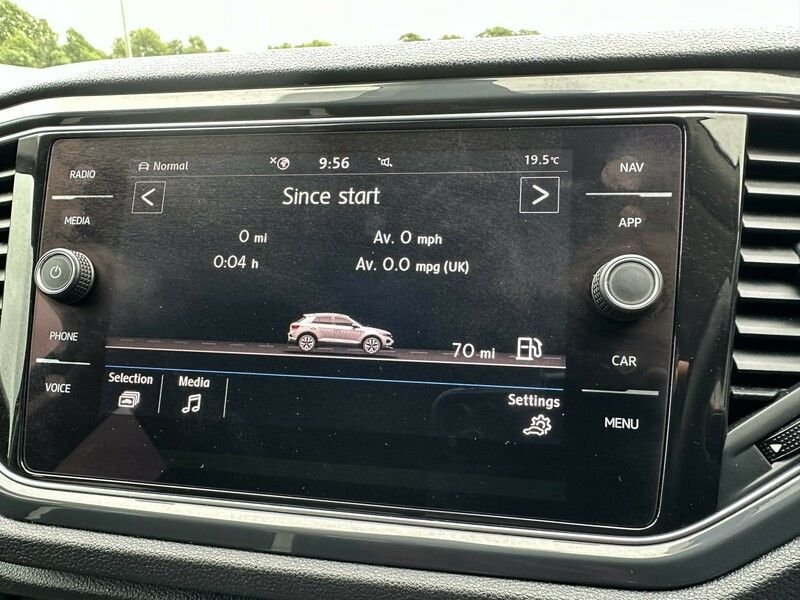 RADIO
MEDIA
PHONE
VOICE
Normal
9:56
19.5°C
Since start
0 mi
Av. 0 mph
0:04 h
Av. 0.0 mpg (UK)
70 mi
Selection
Media
Settings
NAV
APP
CAR
MENU